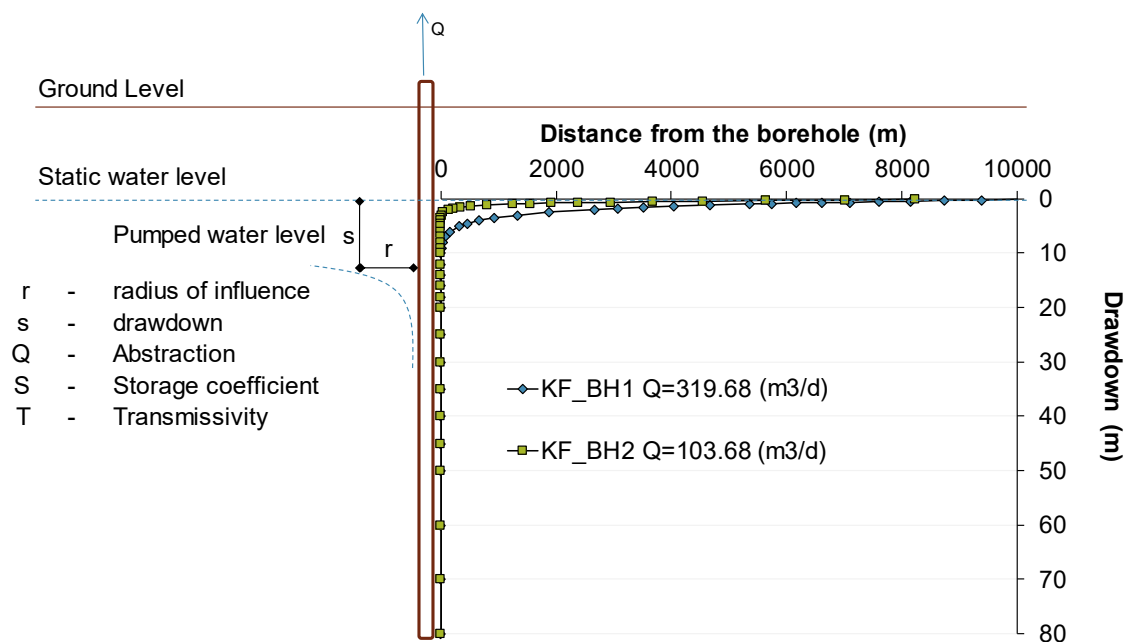 Q
Ground Level
Distance from the borehole (m)
0 2000 4000 6000 8000 10000
Static water level
Pumped water level
s
r
r - radius of influence
s - drawdown
Q - Abstraction
S - Storage coefficient
T - Transmissivity
KF_BH1 Q=319.68 (m3/d)
KF_BH2 Q=103.68 (m3/d)
0
10
20
30
40
50
60
70
80
Drawdown (m)